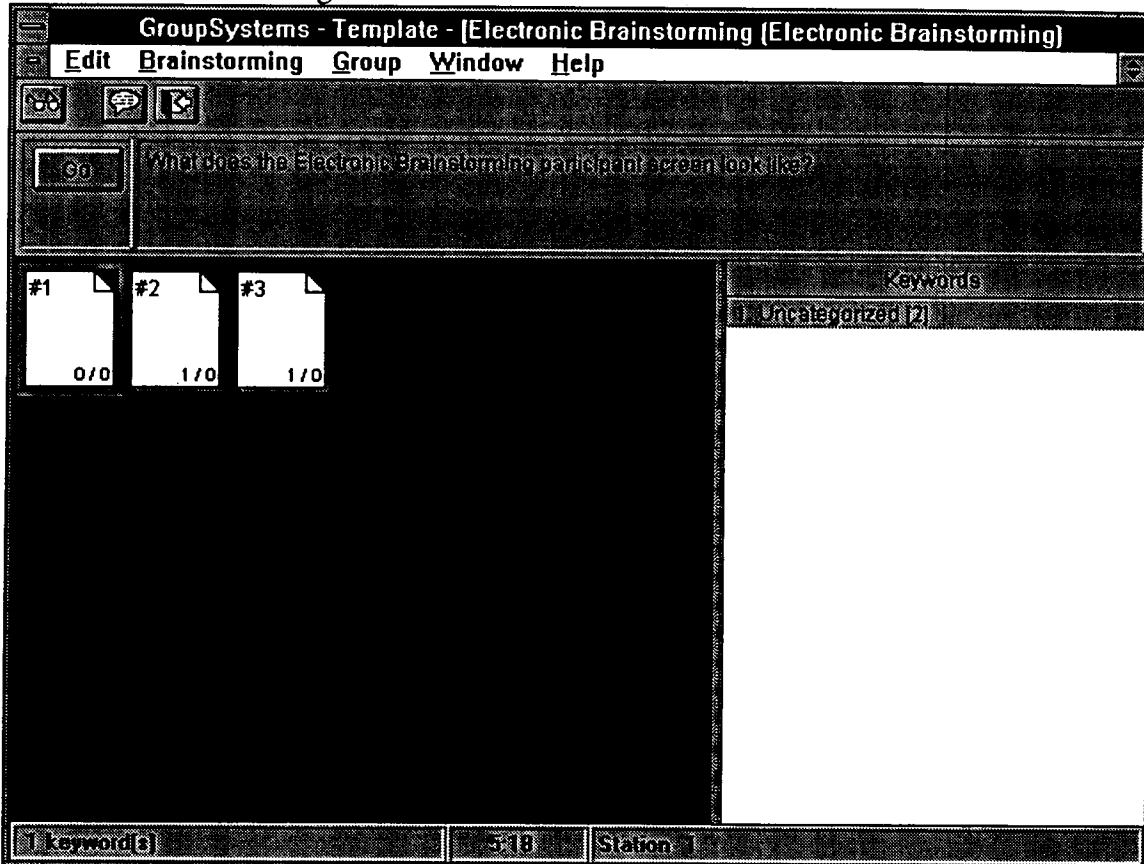 GroupSystems - Template - [Electronic Brainstorming (Electronic Brainstorming)
Edit Brainstorming Group Window Help
Go
What does the Electronic Brainstorming participant screen look like?
#1 #2 #3
0/0 1/0 1/0
Keywords
1. Uncategorized [2]
1 keyword(s) 5:18 Station 1